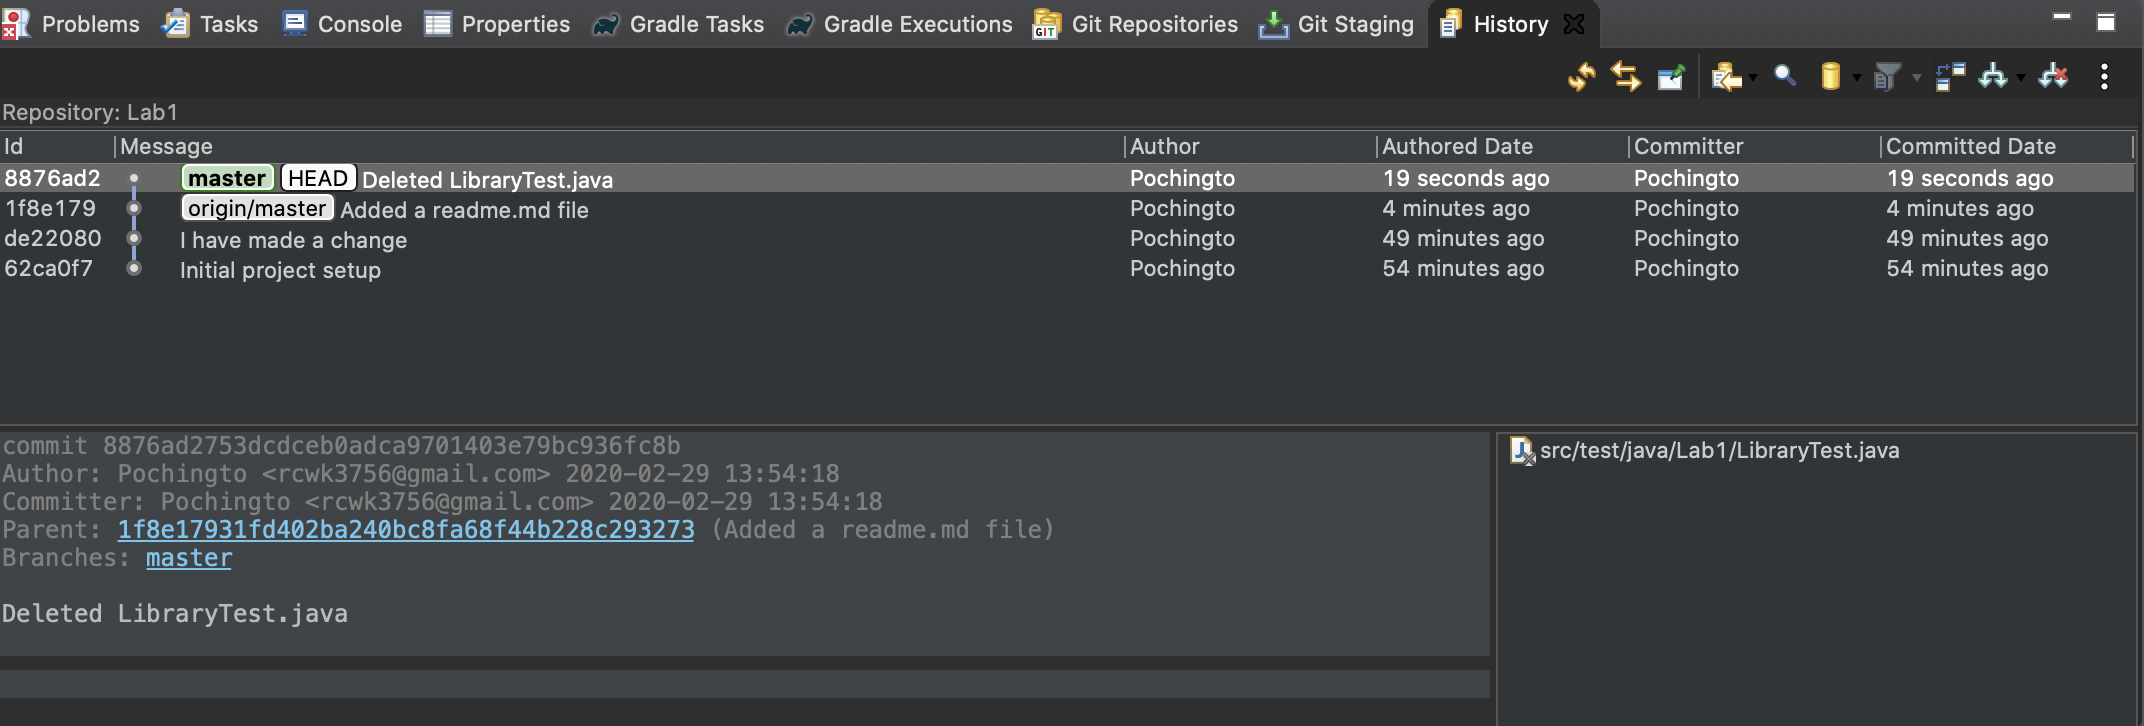 Problems Tasks Console Properties Gradle Tasks Gradle Executions GIT Git Repositories Git Staging History
Repository: Lab1
Id Message Author Authored Date Committer Committed Date
8876ad2 master HEAD Deleted LibraryTest.java Pochingto 19 seconds ago Pochingto 19 seconds ago
1f8e179 origin/master Added a readme.md file Pochingto 4 minutes ago Pochingto 4 minutes ago
de22080 I have made a change Pochingto 49 minutes ago Pochingto 49 minutes ago
62ca0f7 Initial project setup Pochingto 54 minutes ago Pochingto 54 minutes ago
commit 8876ad2753dcdceb0adca9701403e79bc936fc8b
Author: Pochingto <rcwk3756@gmail.com> 2020-02-29 13:54:18
Committer: Pochingto <rcwk3756@gmail.com> 2020-02-29 13:54:18
Parent: 1f8e17931fd402ba240bc8fa68f44b228c293273 (Added a readme.md file)
Branches: master
Deleted LibraryTest.java
src/test/java/Lab1/LibraryTest.java